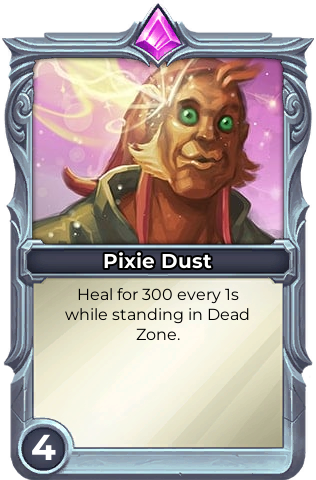 Pixie Dust
Heal for 300 every 1s
while standing in Dead
Zone.
4